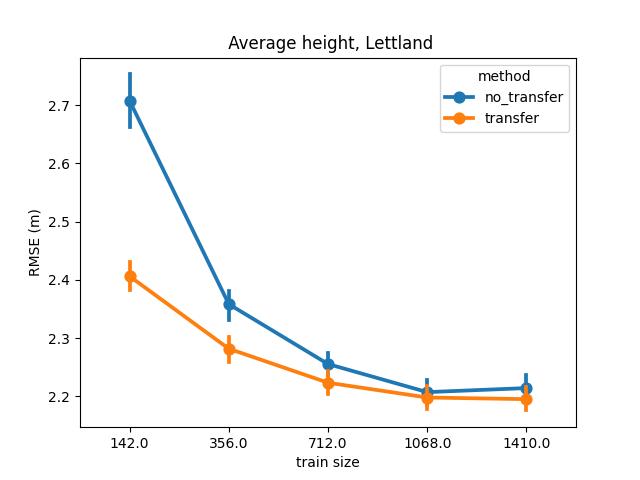 Average height, Lettland
method
no_transfer
transfer
RMSE (m)
2.7
2.6
2.5
2.4
2.3
2.2
142.0 356.0 712.0 1068.0 1410.0
train size